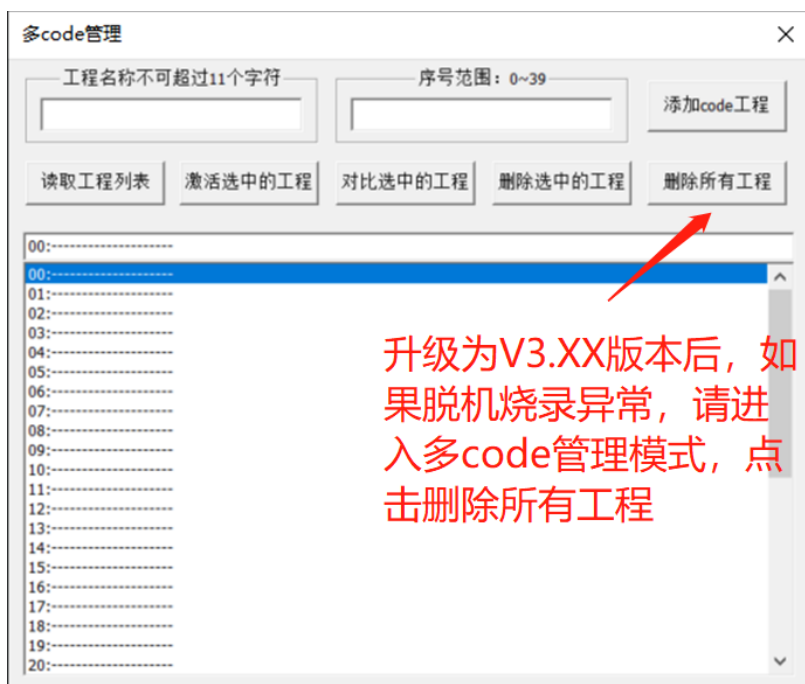 多code管理
工程名称不可超过11个字符
序号范围：0~39
添加code工程
读取工程列表
激活选中的工程
对比选中的工程
删除选中的工程
删除所有工程
00:--------------------
00:--------------------
01:--------------------
02:--------------------
03:--------------------
04:--------------------
05:--------------------
06:--------------------
07:--------------------
08:--------------------
09:--------------------
10:--------------------
11:--------------------
12:--------------------
13:--------------------
14:--------------------
15:--------------------
16:--------------------
17:--------------------
18:--------------------
19:--------------------
20:--------------------
升级为V3.XX版本后，如
果脱机烧录异常，请进
入多code管理模式，点
击删除所有工程